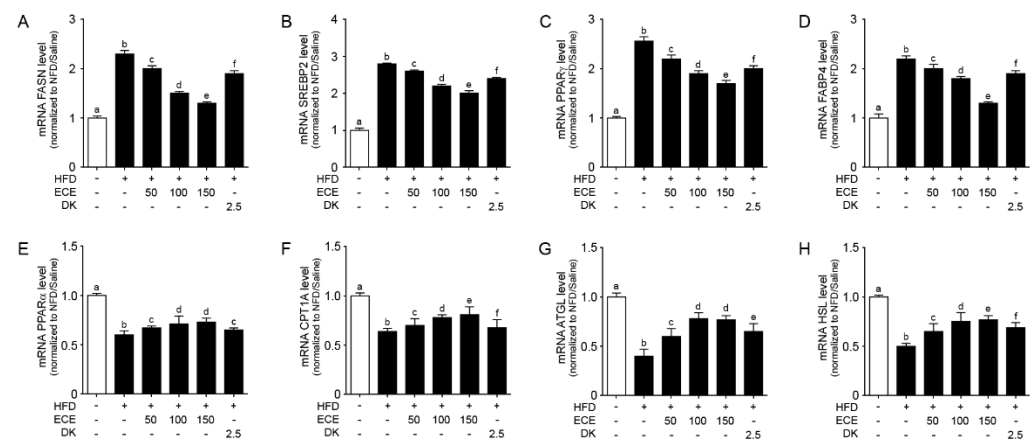 A
mRNA FASN level
(normalized to NFD/Saline)
3
2
1
0
a
b
c
d
e
f
HFD - + + + + +
ECE - - 50 100 150 -
DK - - - - - 2.5
B
mRNA SREBP2 level
(normalized to NFD/Saline)
4
3
2
1
0
a
b
c
d
e
f
HFD - + + + + +
ECE - - 50 100 150 -
DK - - - - - 2.5
C
mRNA PPARγ level
(normalized to NFD/Saline)
3
2
1
0
a
b
c
d
e
f
HFD - + + + + +
ECE - - 50 100 150 -
DK - - - - - 2.5
D
mRNA FABP4 level
(normalized to NFD/Saline)
3
2
1
0
a
b
c
d
e
f
HFD - + + + + +
ECE - - 50 100 150 -
DK - - - - - 2.5
E
mRNA PPARα level
(normalized to NFD/Saline)
1.5
1.0
0.5
0
a
b
c
d
d
e
HFD - + + + + +
ECE - - 50 100 150 -
DK - - - - - 2.5
F
mRNA CPT1A level
(normalized to NFD/Saline)
1.5
1.0
0.5
0
a
b
c
d
e
f
HFD - + + + + +
ECE - - 50 100 150 -
DK - - - - - 2.5
G
mRNA ATGL level
(normalized to NFD/Saline)
1.5
1.0
0.5
0
a
b
c
d
d
e
HFD - + + + + +
ECE - - 50 100 150 -
DK - - - - - 2.5
H
mRNA HSL level
(normalized to NFD/Saline)
1.5
1.0
0.5
0
a
b
c
d
e
f
HFD - + + + + +
ECE - - 50 100 150 -
DK - - - - - 2.5